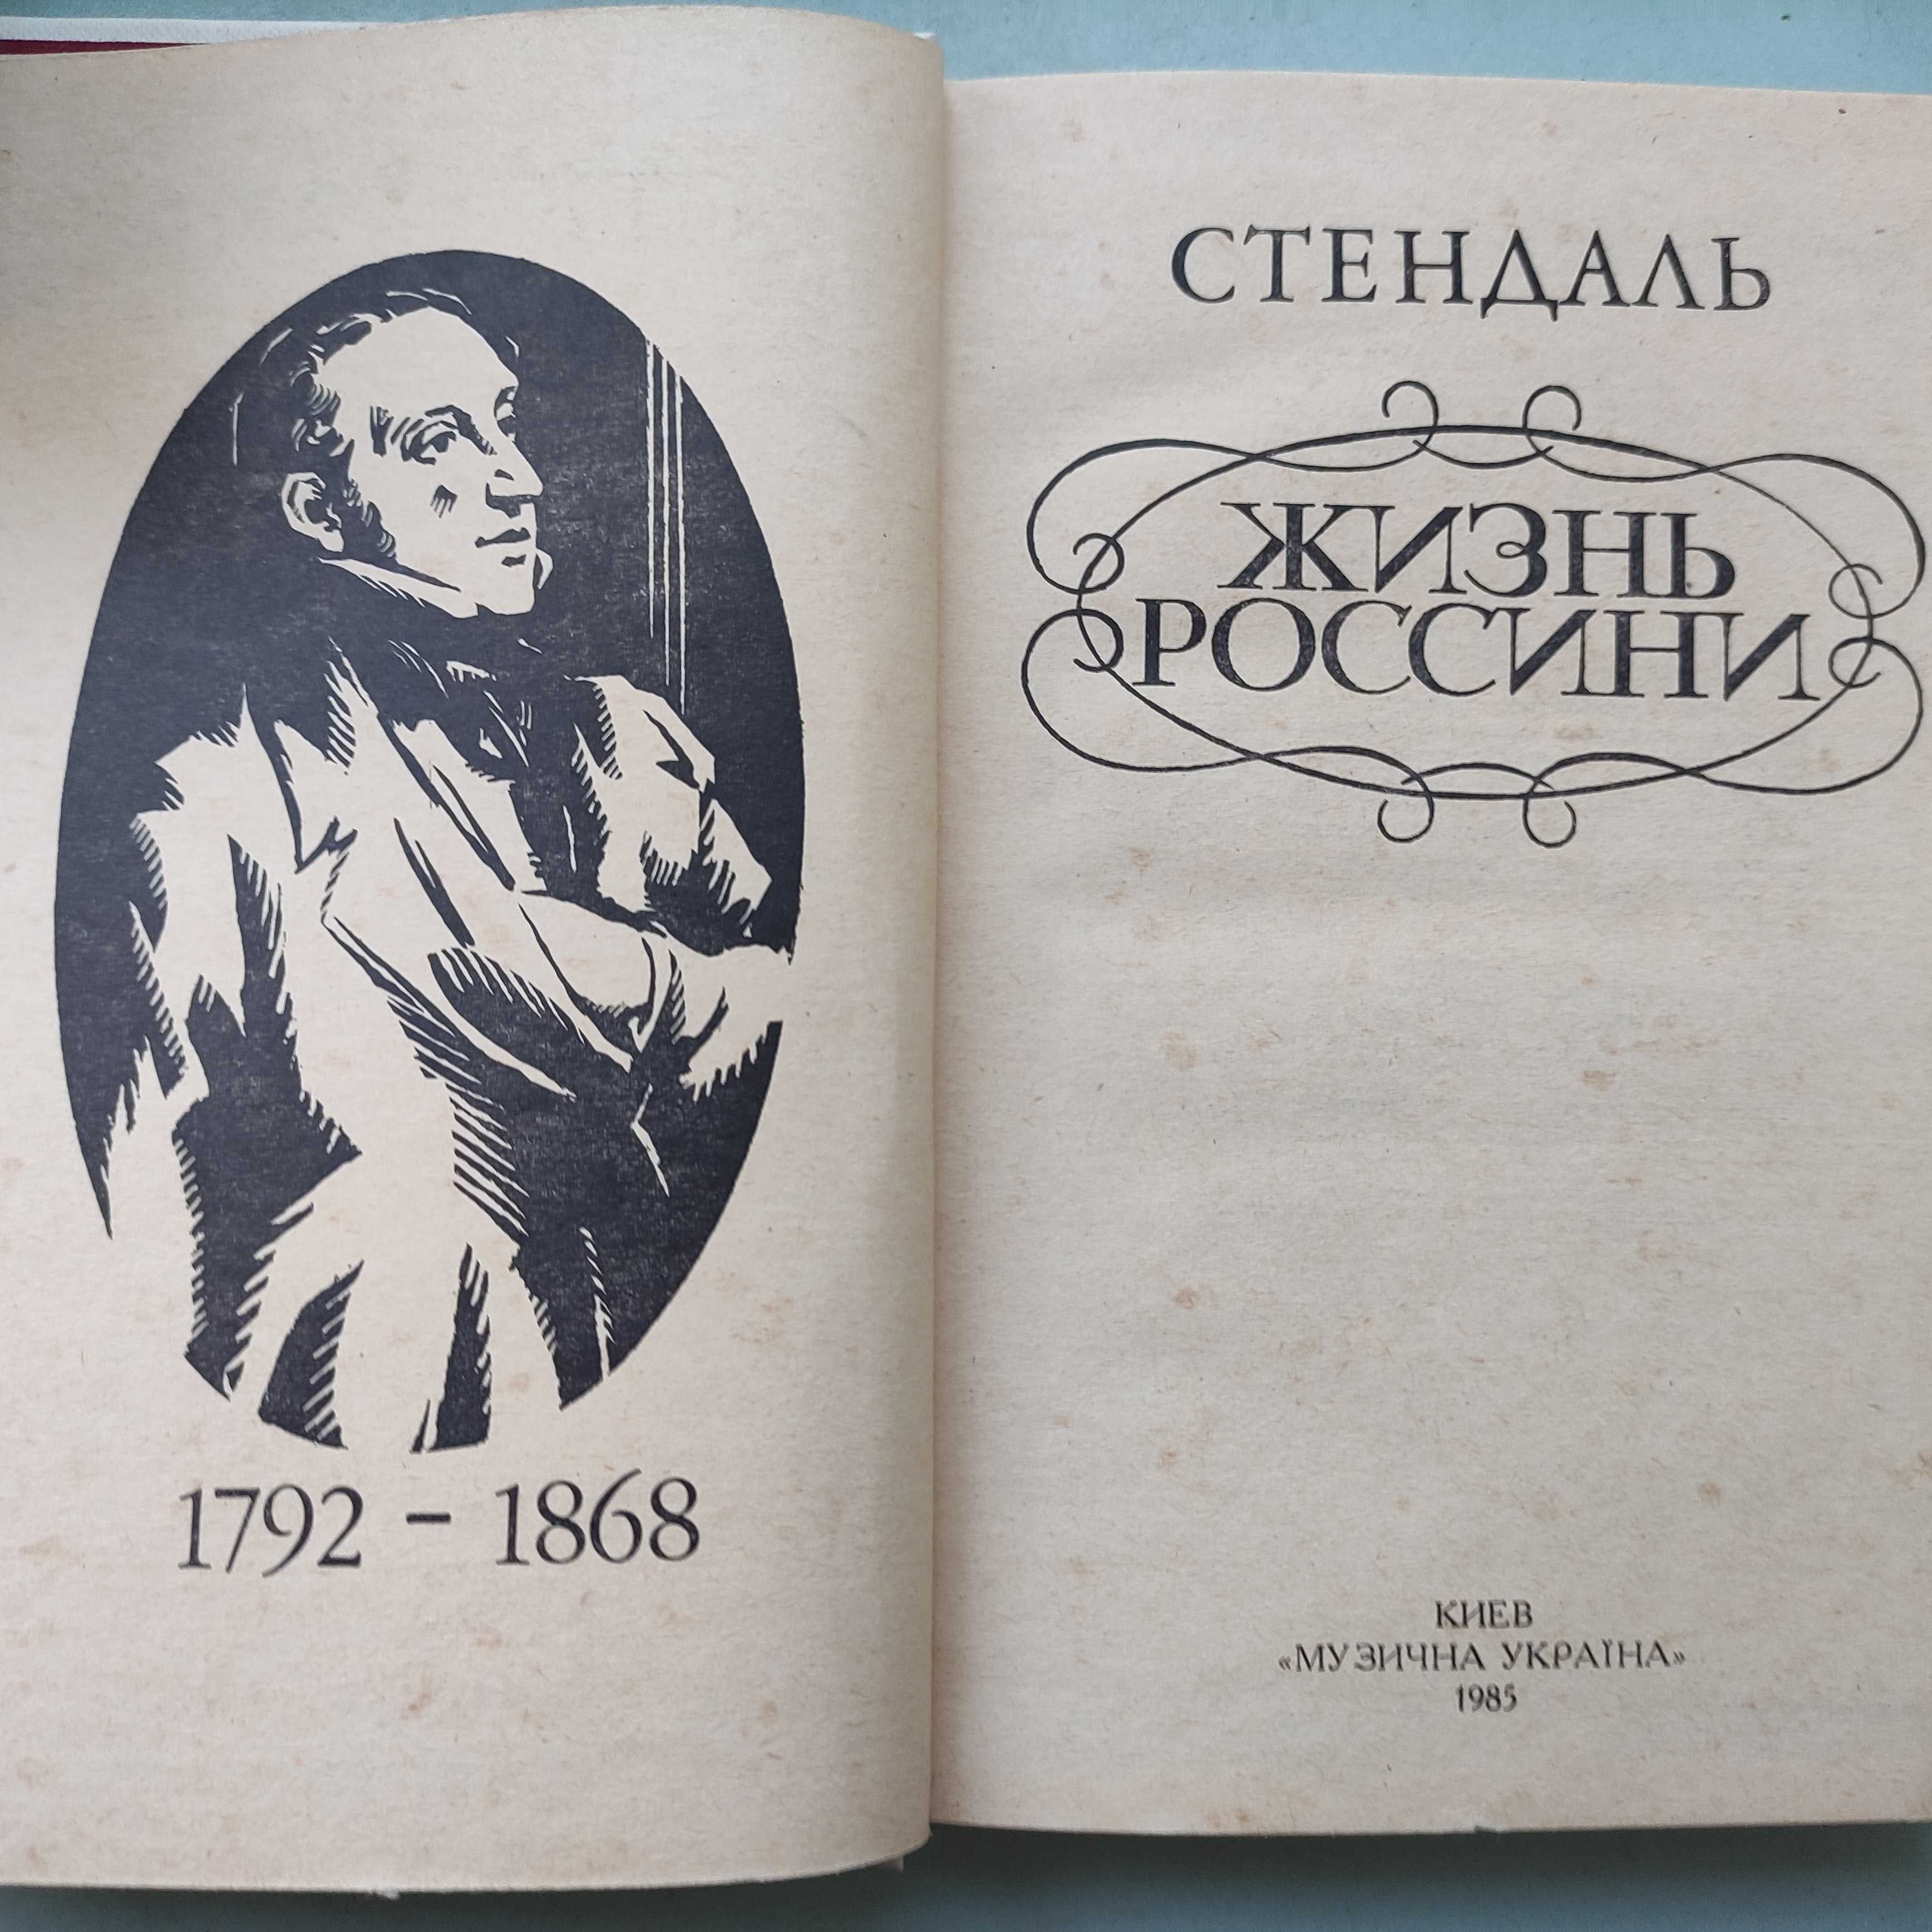 1792 – 1868
СТЕНДАЛЬ
ЖИЗНЬ
РОССИНИ
КИЕВ
«МУЗИЧНА УКРАЇНА»
1985